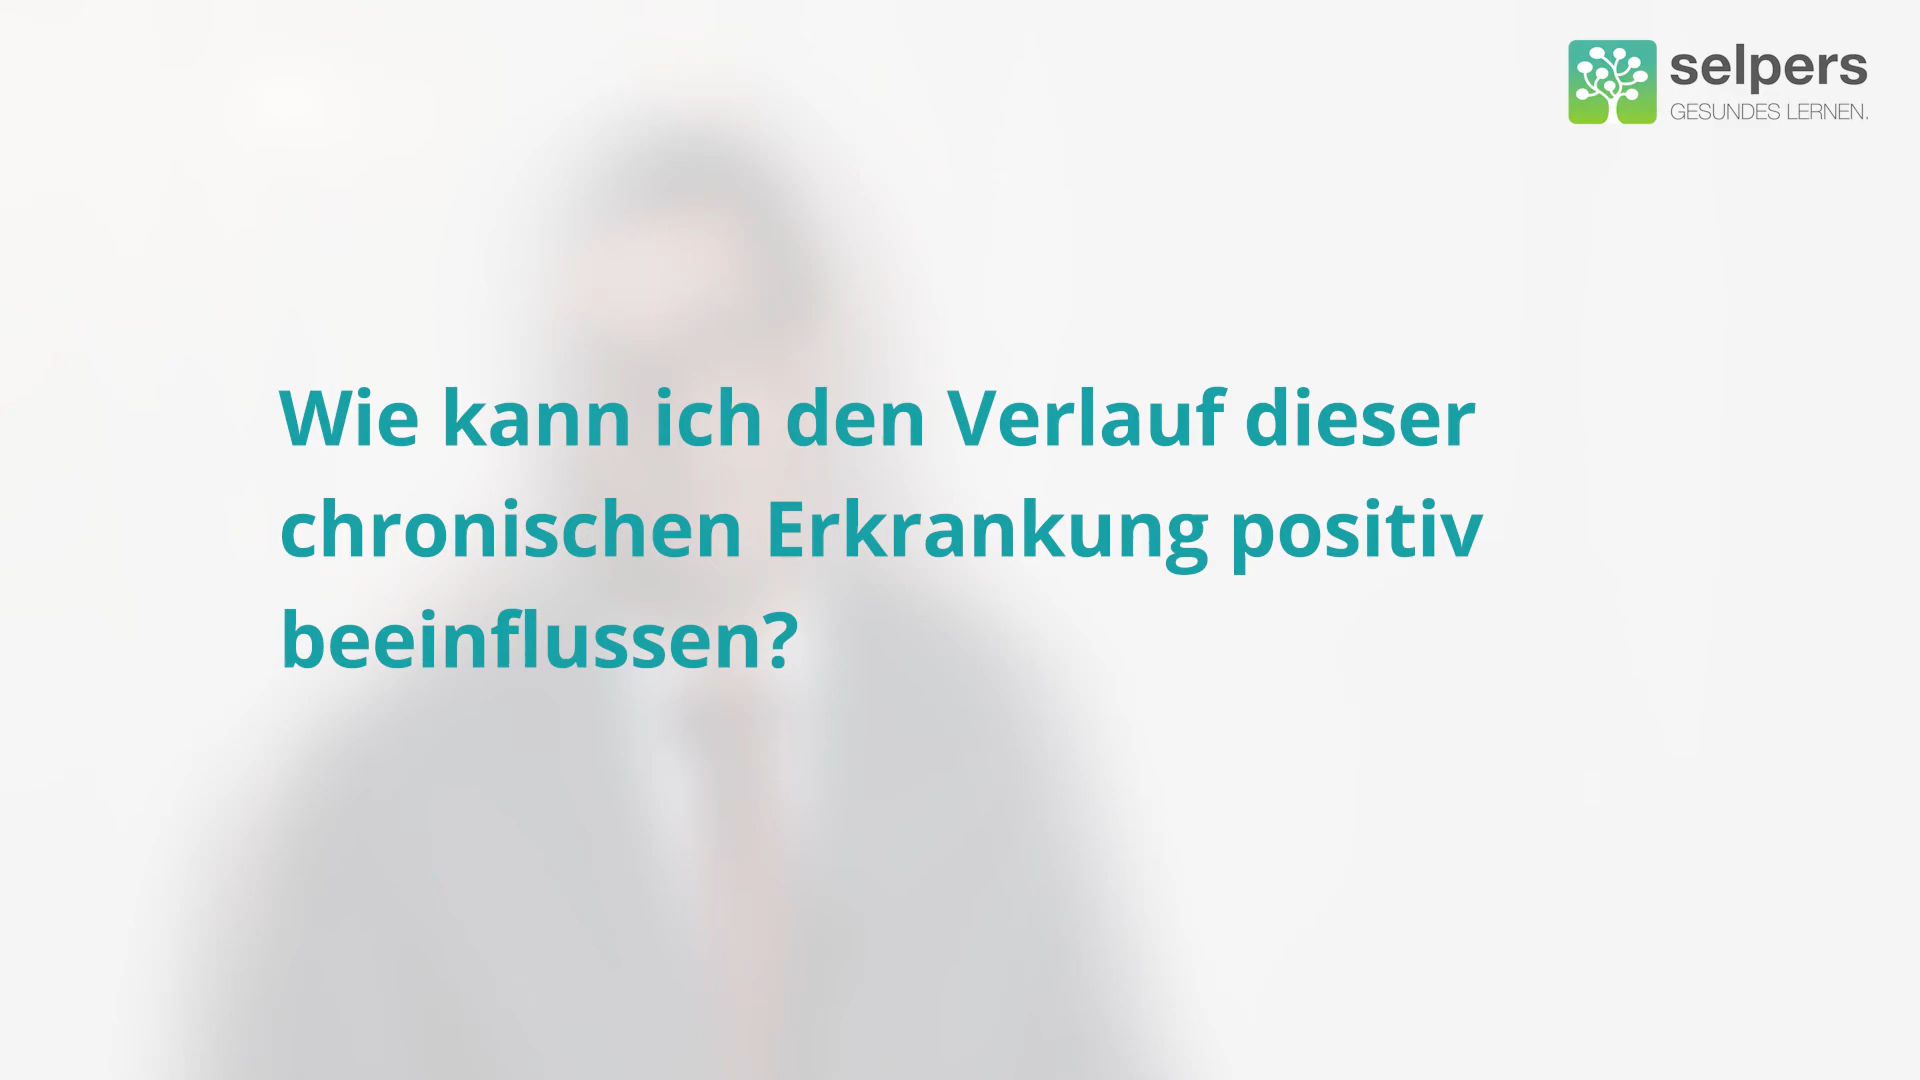 selpers
GESUNDES LERNEN.
Wie kann ich den Verlauf dieser
chronischen Erkrankung positiv
beeinflussen?